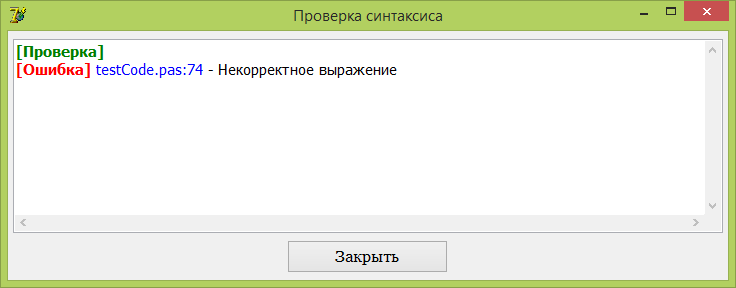 Проверка синтаксиса
[Проверка]
[Ошибка] testCode.pas:74 - Некорректное выражение
Закрыть